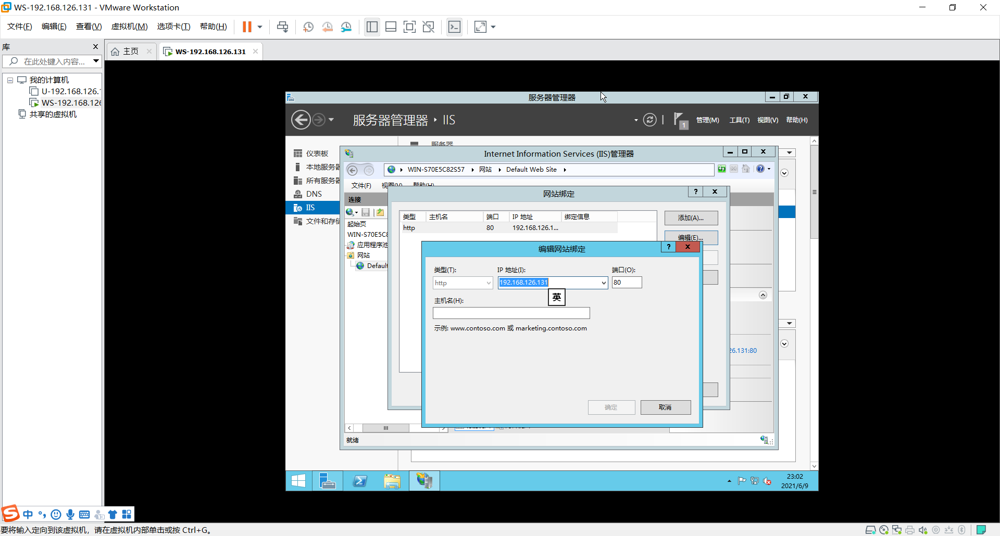 WS-192.168.126.131 - VMware Workstation
文件(F) 编辑(E) 查看(V) 虚拟机(M) 选项卡(T) 帮助(H)
库
主页
WS-192.168.126.131
在此处键入内容...
我的计算机
U-192.168.126.
WS-192.168.126
共享的虚拟机
服务器管理器
服务器管理器 IIS
1
管理(M) 工具(T) 视图(V) 帮助(H)
仪表板
本地服务器
所有服务器
DNS
IIS
文件和存储
服务器
Internet Information Services (IIS)管理器
WIN-S70E5C82S57 网站 Default Web Site
文件(F) 视图(V) 帮助(H)
连接
起始页
WIN-S70E5C8
应用程序池
网站
Default
网站绑定
类型 主机名 端口 IP 地址 绑定信息
http 80 192.168.126.1...
添加(A)...
编辑(E)...
编辑网站绑定
类型(T): IP 地址(I): 端口(O):
http 192.168.126.131 80
英
主机名(H):
示例: www.contoso.com 或 marketing.contoso.com
确定 取消
26.131:80
就绪
23:02
2021/6/9
中
要将输入定向到该虚拟机，请在虚拟机内部单击或按 Ctrl+G。